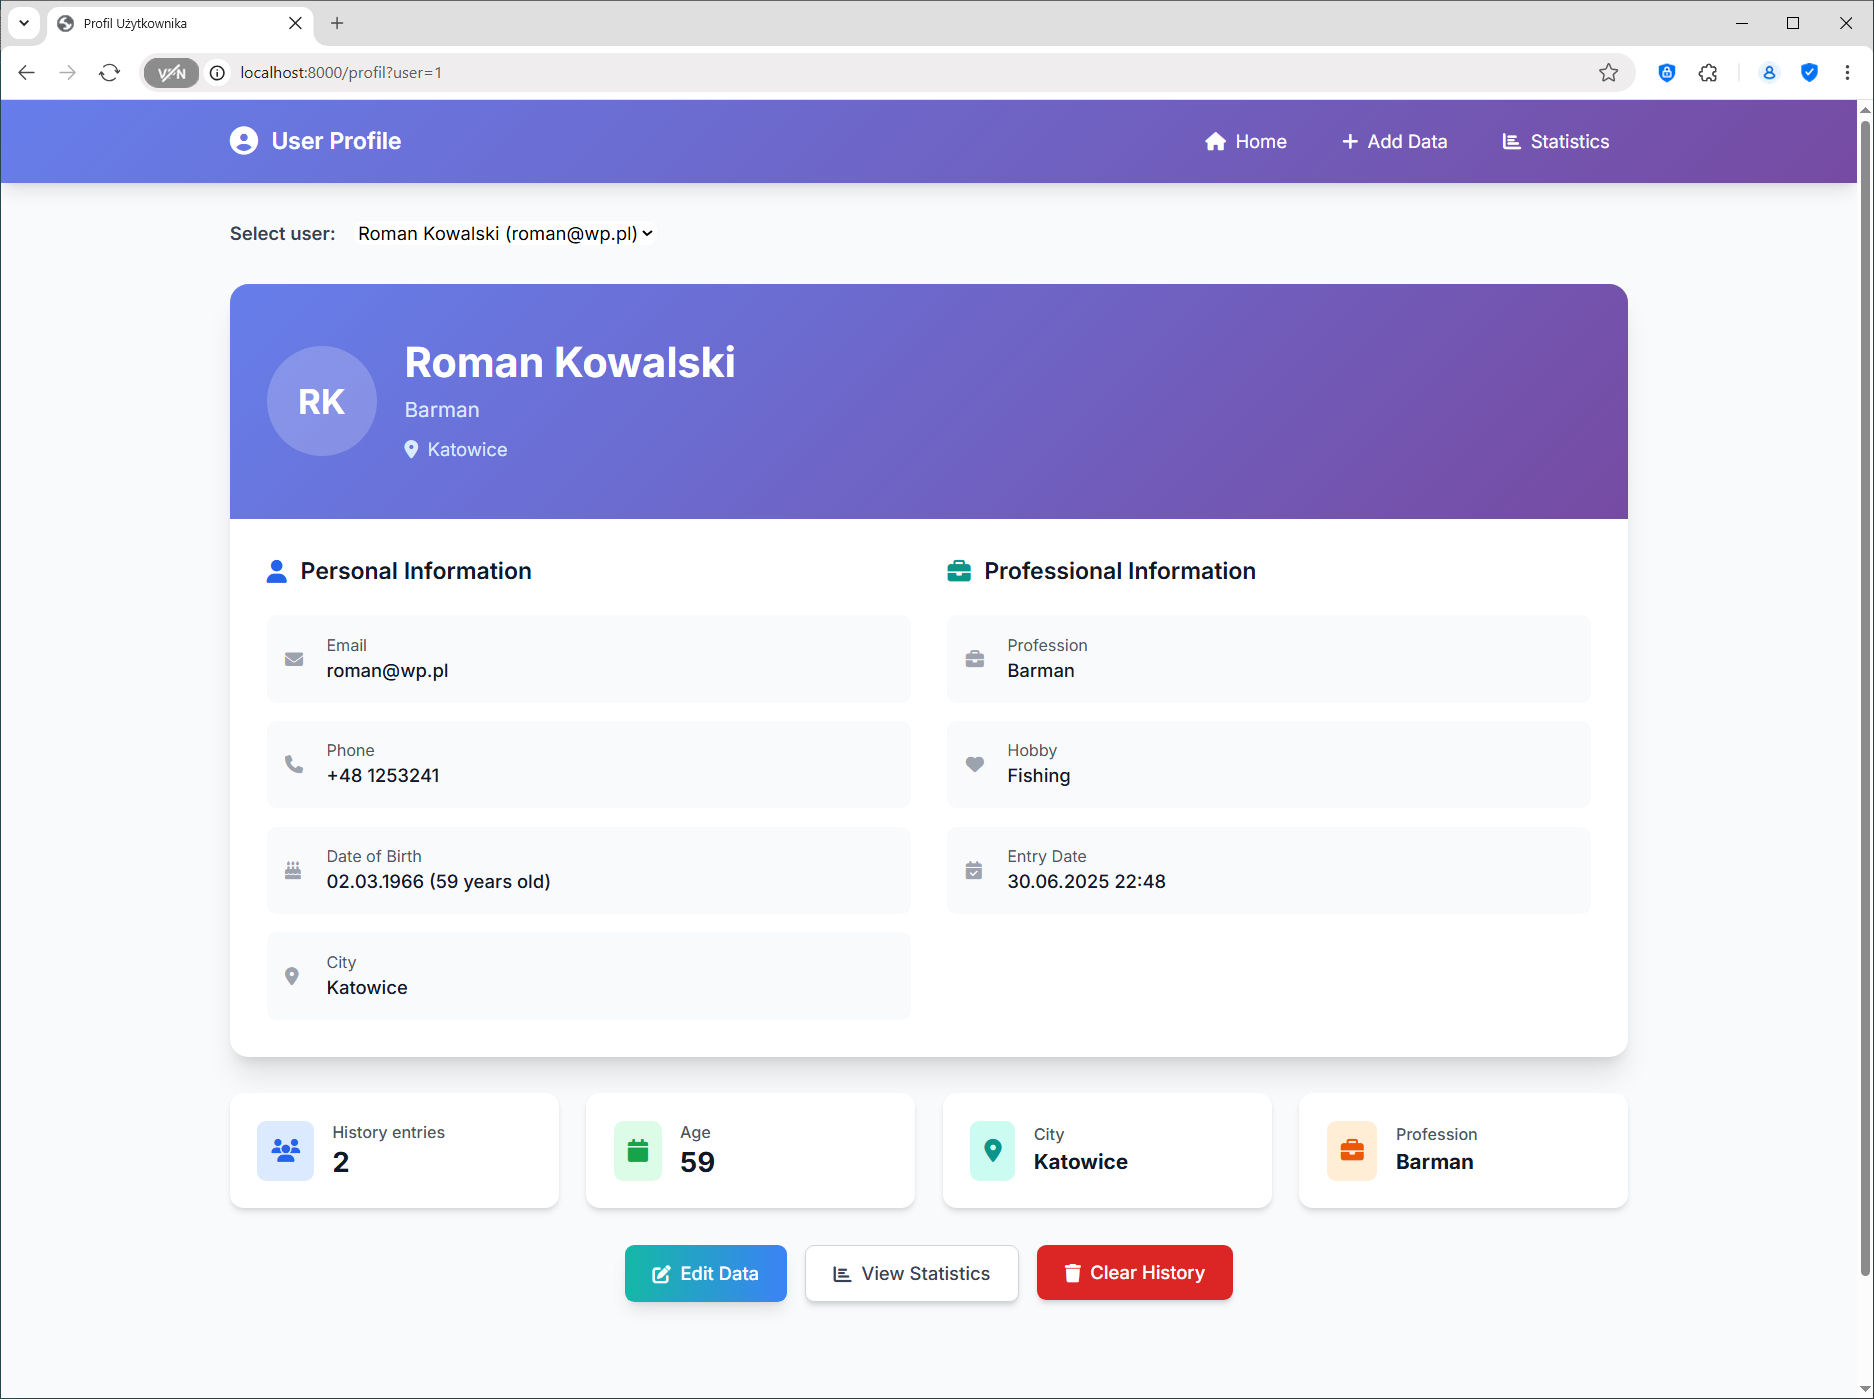 Profil Użytkownika
VPN
localhost:8000/profil?user=1
User Profile
Home
Add Data
Statistics
Select user:
Roman Kowalski (roman@wp.pl)
RK
Roman Kowalski
Barman
Katowice
Personal Information
Email
roman@wp.pl
Phone
+48 1253241
Date of Birth
02.03.1966 (59 years old)
City
Katowice
Professional Information
Profession
Barman
Hobby
Fishing
Entry Date
30.06.2025 22:48
History entries
2
Age
59
City
Katowice
Profession
Barman
Edit Data
View Statistics
Clear History